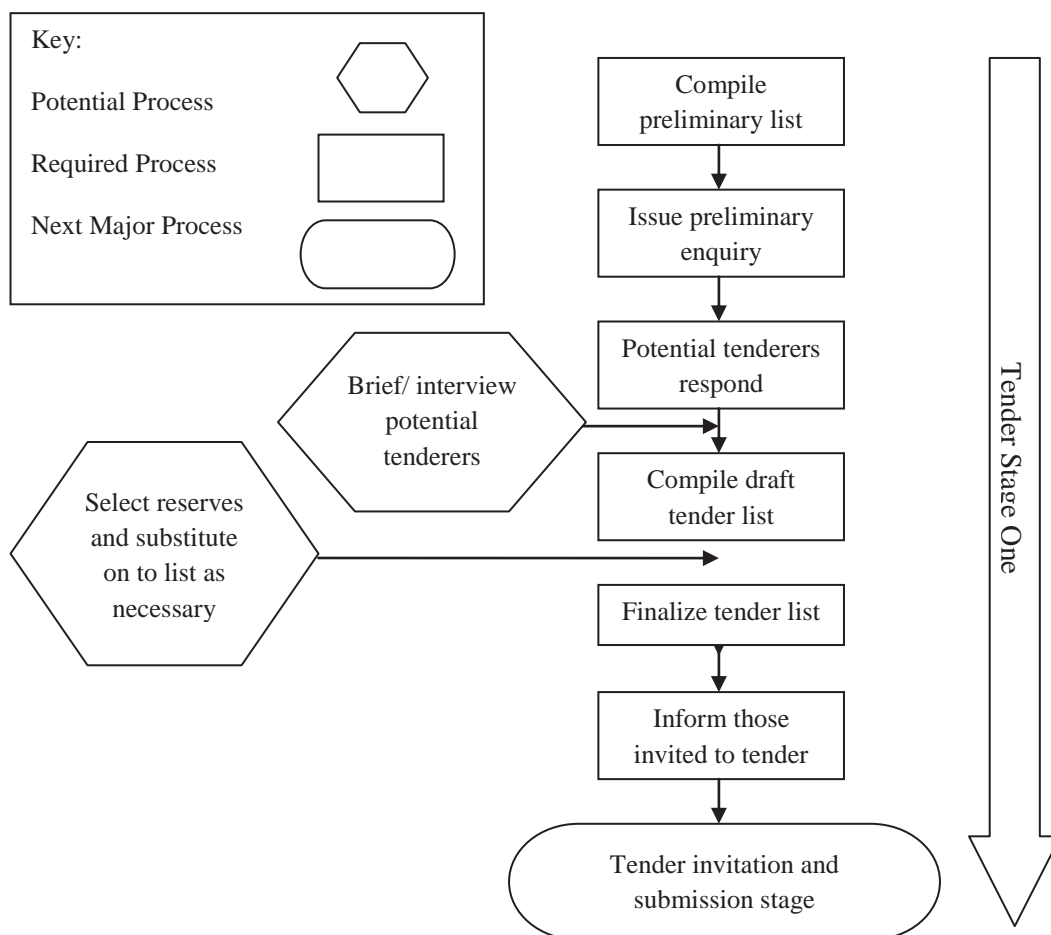 Key:
Potential Process
Required Process
Next Major Process
Compile
preliminary list
Issue preliminary
enquiry
Potential tenderers
respond
Brief/ interview
potential
tenderers
Compile draft
tender list
Select reserves
and substitute
on to list as
necessary
Finalize tender list
Inform those
invited to tender
Tender invitation and
submission stage
Tender Stage One